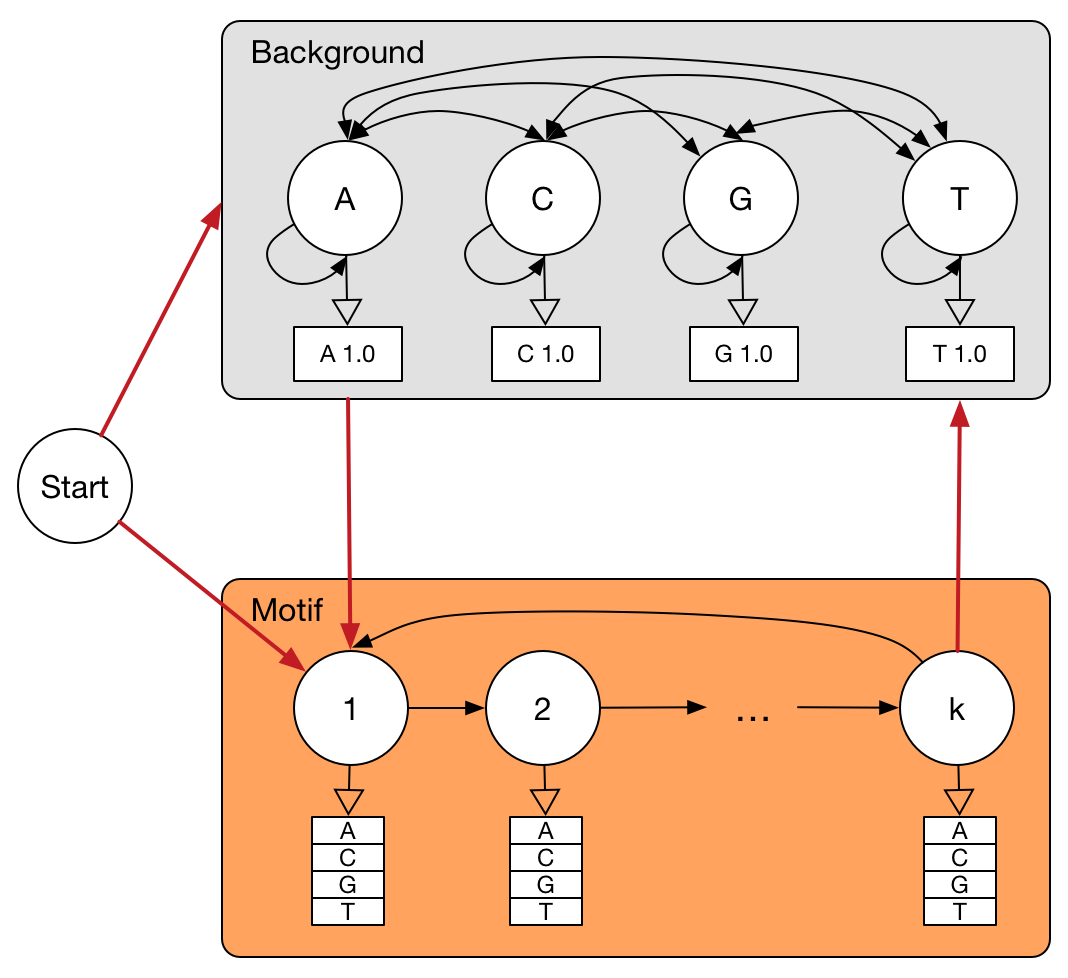 Background
A C G T
A 1.0 C 1.0 G 1.0 T 1.0
Start
Motif
1 2 ... k
A A A
C C C
G G G
T T T